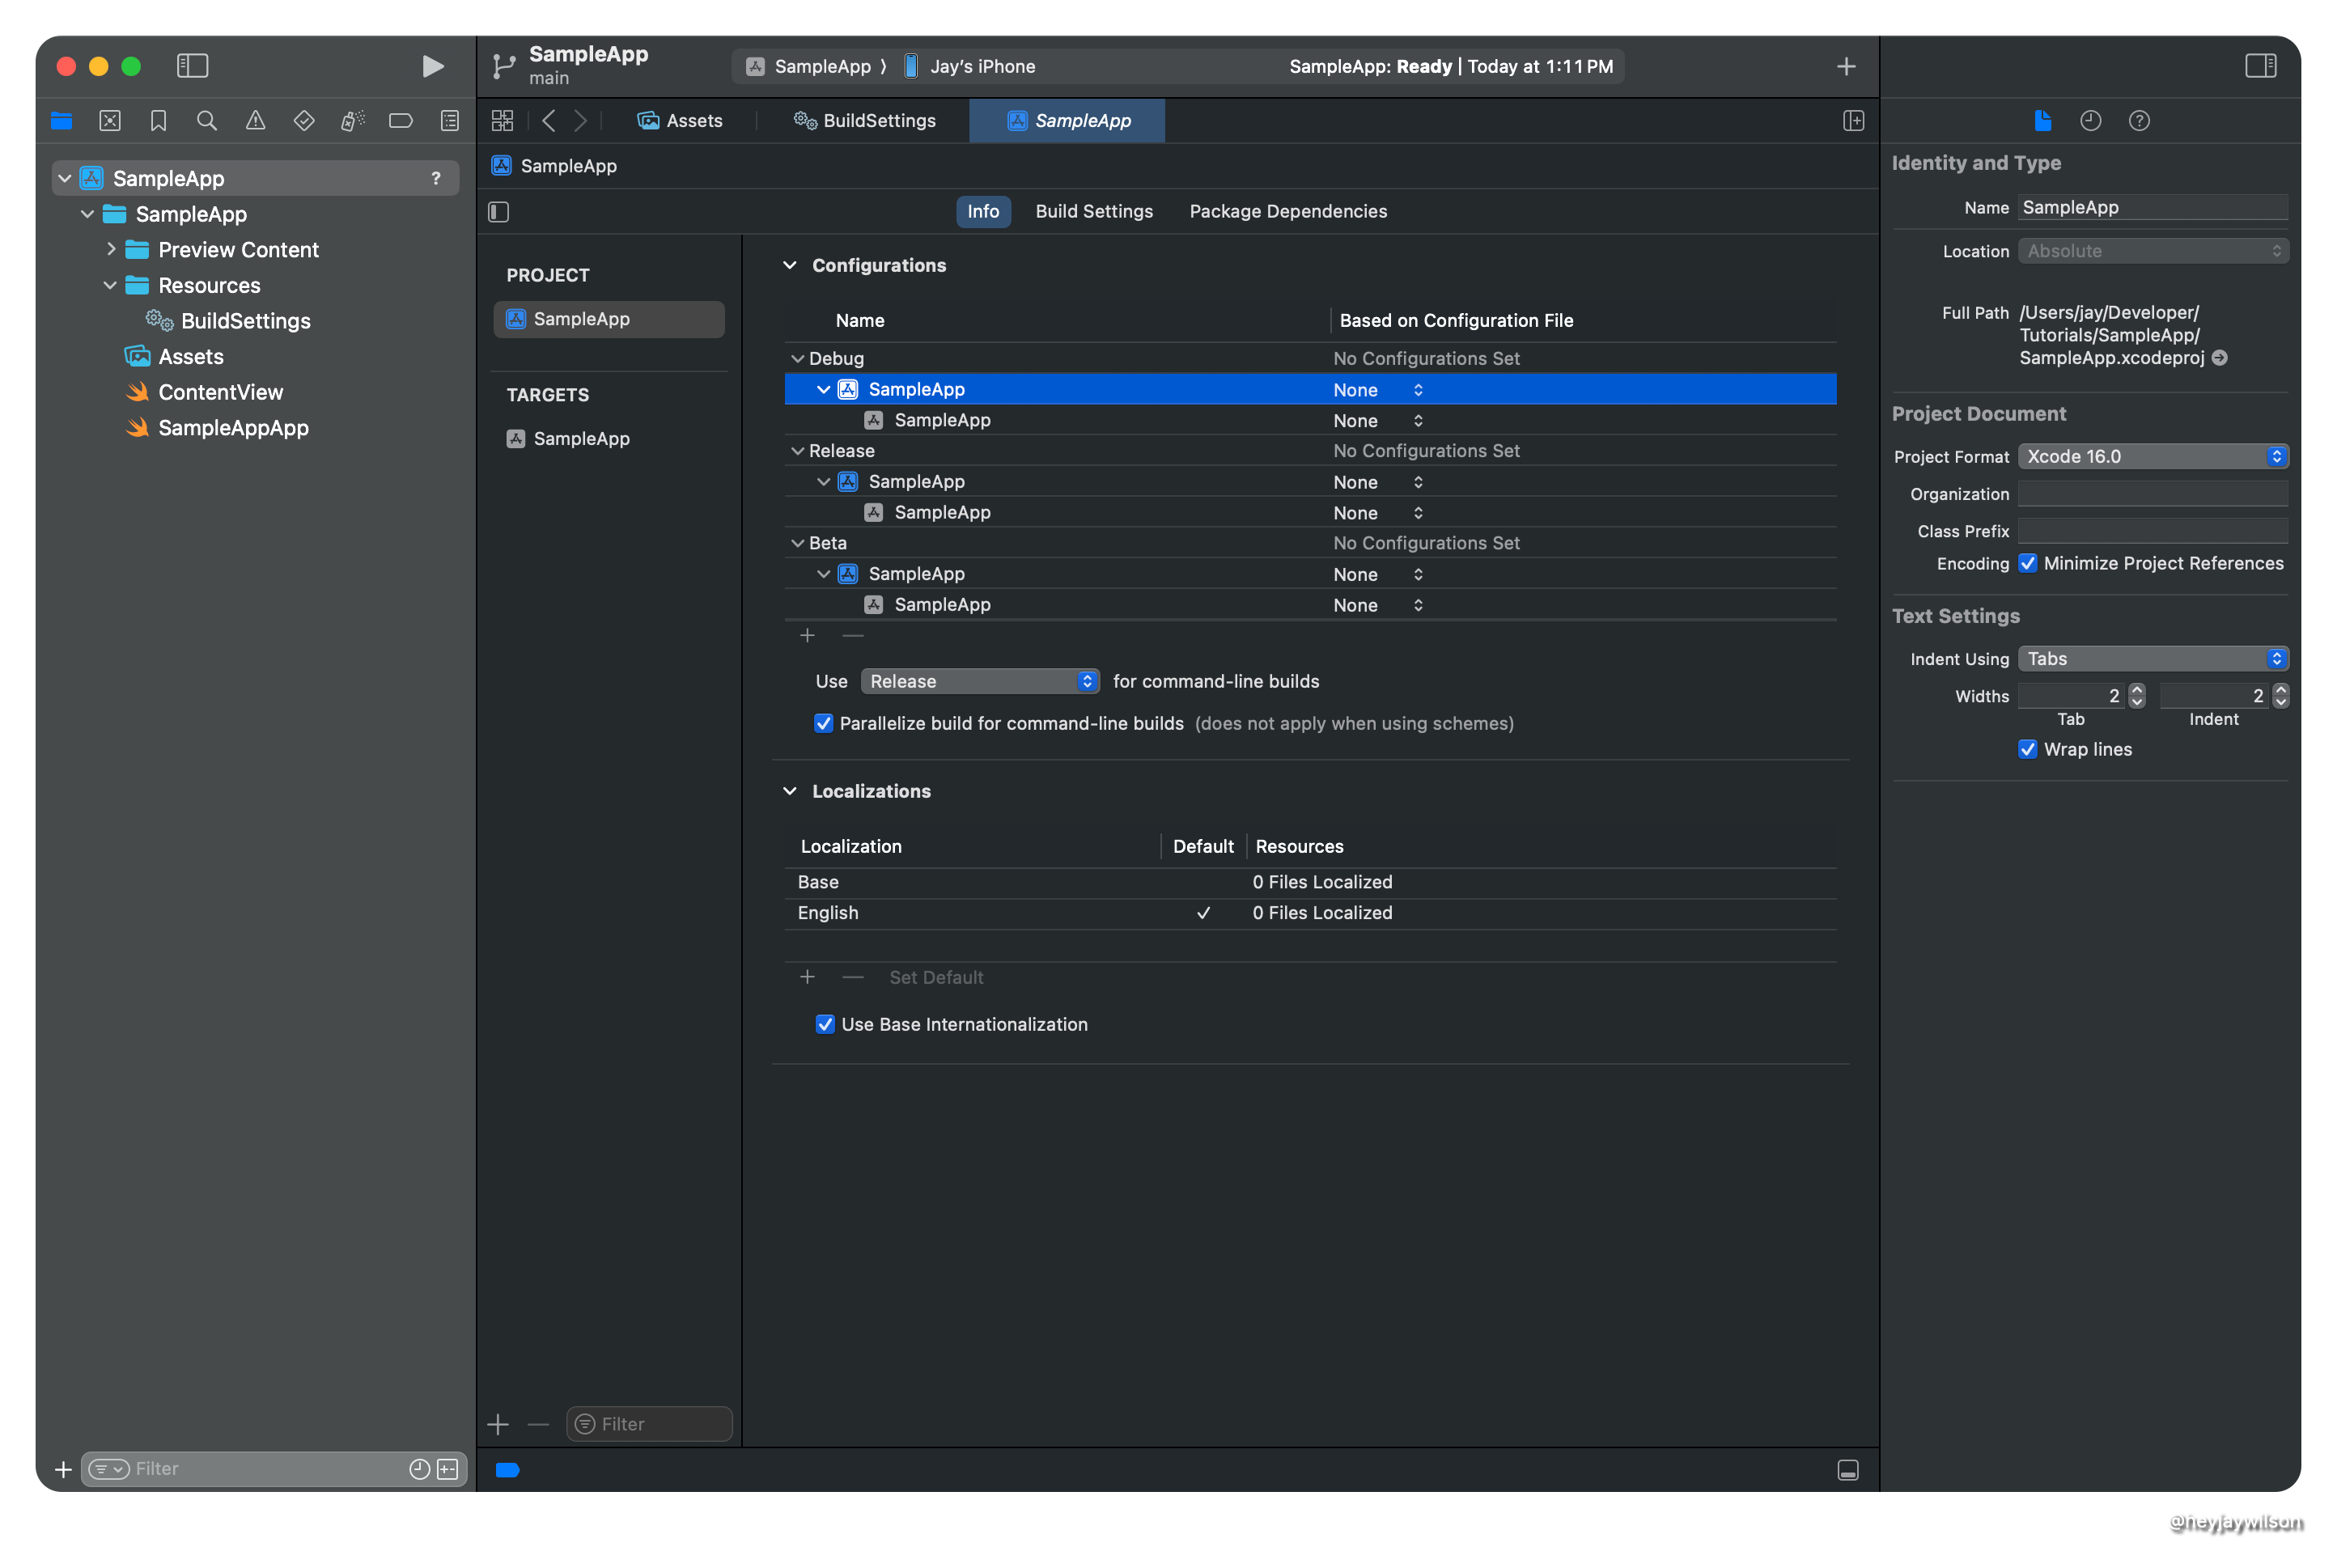 SampleApp
main
SampleApp ⟩ Jay's iPhone
SampleApp: Ready | Today at 1:11 PM
Assets
BuildSettings
SampleApp
SampleApp ?
SampleApp
Preview Content
Resources
BuildSettings
Assets
ContentView
SampleAppApp
Filter
SampleApp
Info
Build Settings
Package Dependencies
PROJECT
SampleApp
TARGETS
SampleApp
Filter
Configurations
Name Based on Configuration File
Debug No Configurations Set
SampleApp None
SampleApp None
Release No Configurations Set
SampleApp None
SampleApp None
Beta No Configurations Set
SampleApp None
SampleApp None
Use Release for command-line builds
Parallelize build for command-line builds (does not apply when using schemes)
Localizations
Localization Default Resources
Base 0 Files Localized
English ✓ 0 Files Localized
Set Default
Use Base Internationalization
Identity and Type
Name SampleApp
Location Absolute
Full Path /Users/jay/Developer/
Tutorials/SampleApp/
SampleApp.xcodeproj
Project Document
Project Format Xcode 16.0
Organization
Class Prefix
Encoding Minimize Project References
Text Settings
Indent Using Tabs
Widths 2 2
Tab Indent
Wrap lines
@heyjaywilson